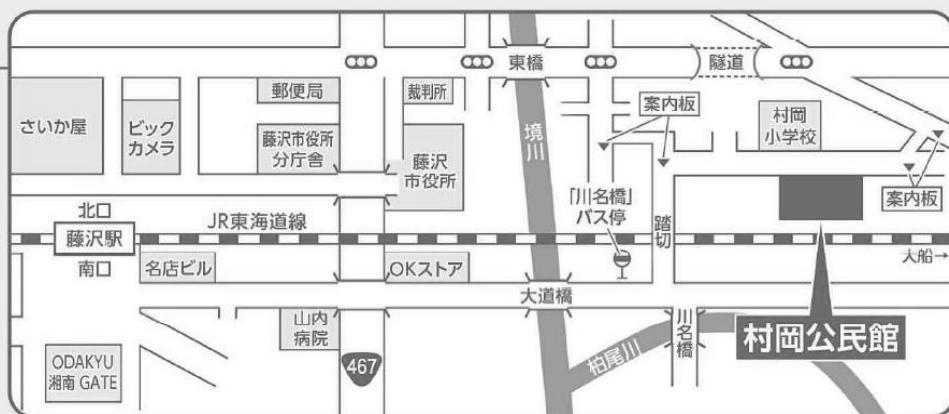 東橋
隧道
郵便局
裁判所
案内板
さいか屋
ビック
カメラ
藤沢市役所
分庁舎
藤沢
市役所
境川
村岡
小学校
「川名橋」
バス停
踏切
案内板
北口
JR東海道線
藤沢駅
南口
大船→
名店ビル
OKストア
大道橋
山内
病院
川名橋
村岡公民館
ODAKYU
湘南 GATE
467
柏尾川